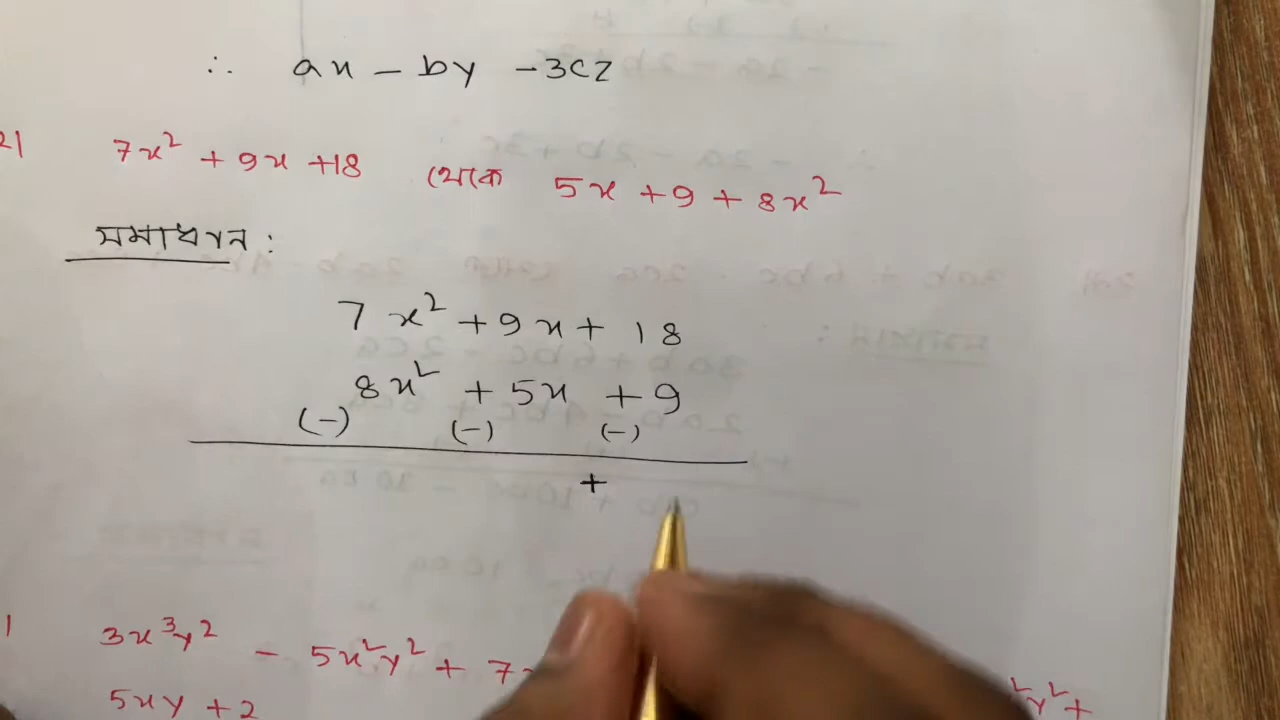 ∴ ax - by - 3cz
21 7x² + 9x + 18 থেকে 5x + 9 + 8x²
সমাধান :
7x² + 9x + 18
8x² + 5x + 9
(-) (-) (-)
+
3x³y² - 5x²y² + 7
5xy + 2